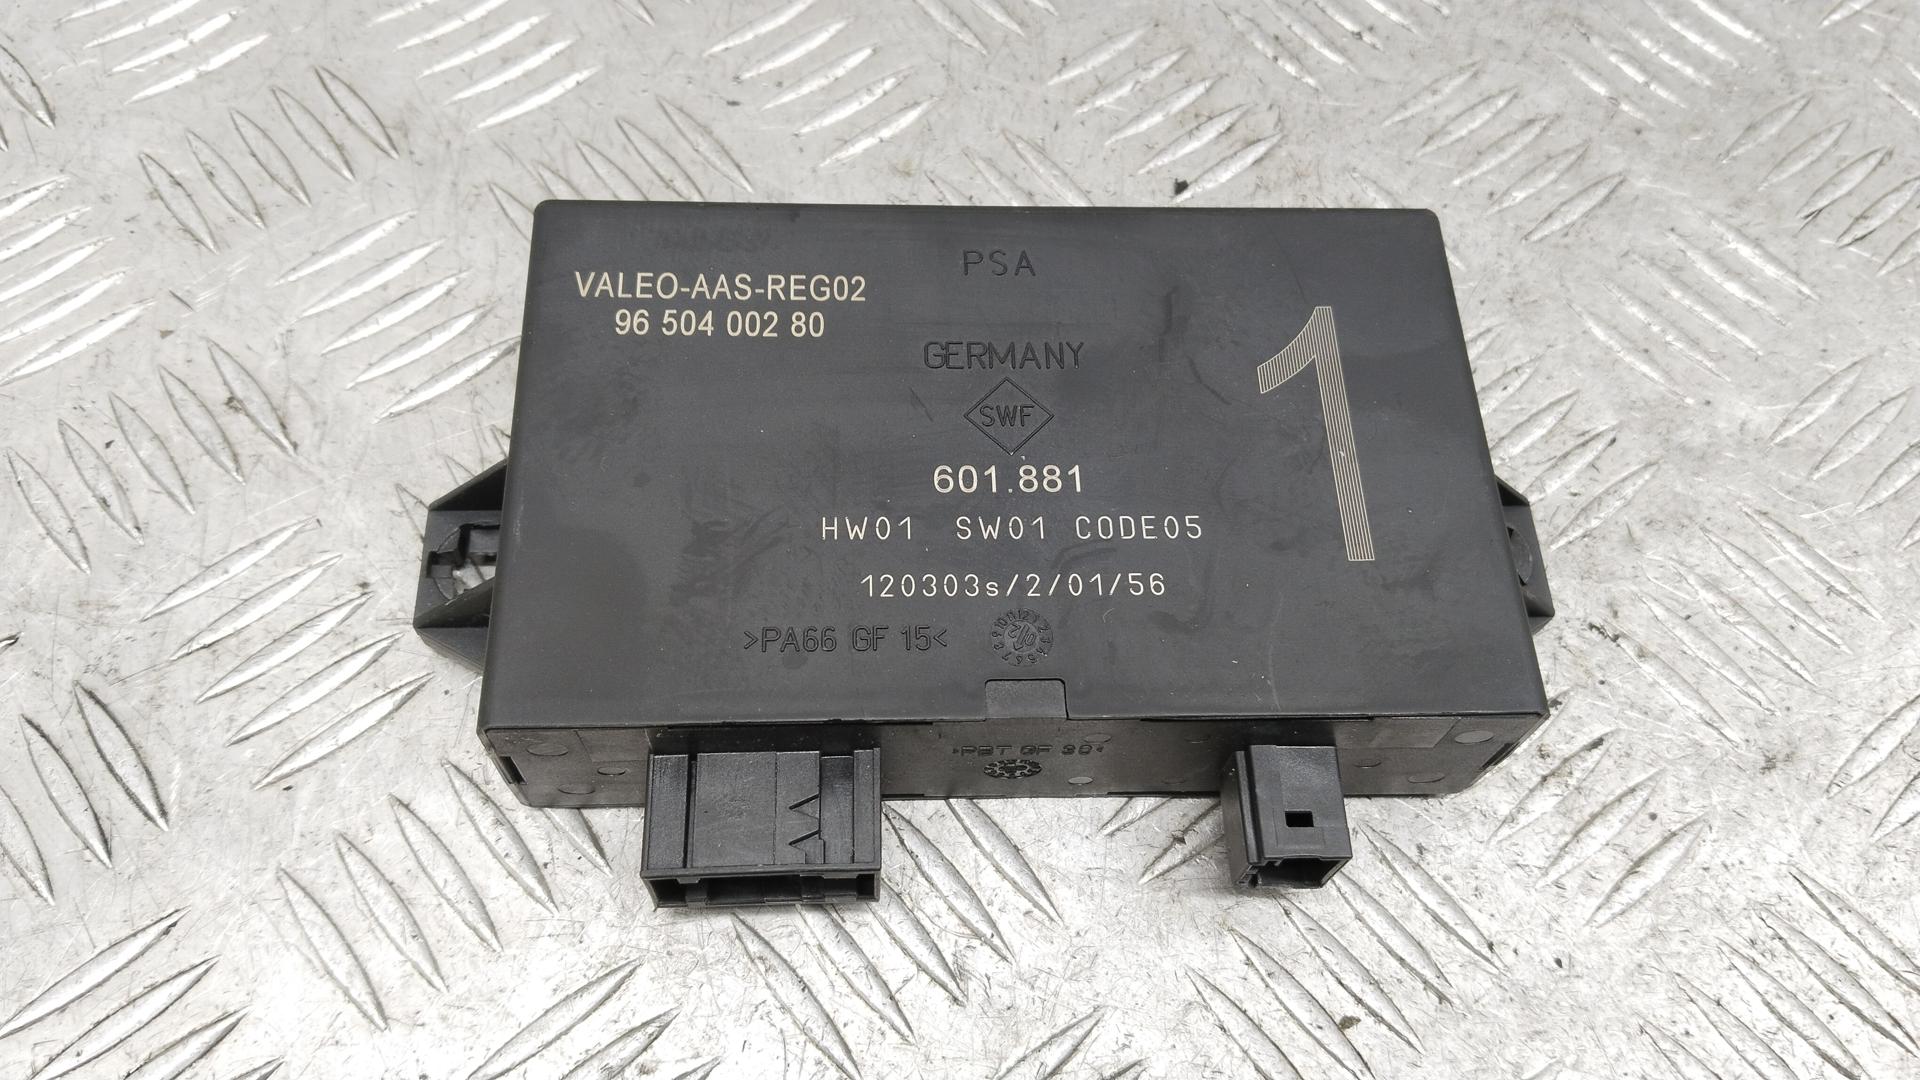 PSA
VALEO-AAS-REG02
96 504 002 80
1
GERMANY
SWF
601.881
HW01 SW01 CODE05
120303s/2/01/56
>PA66 GF 15<